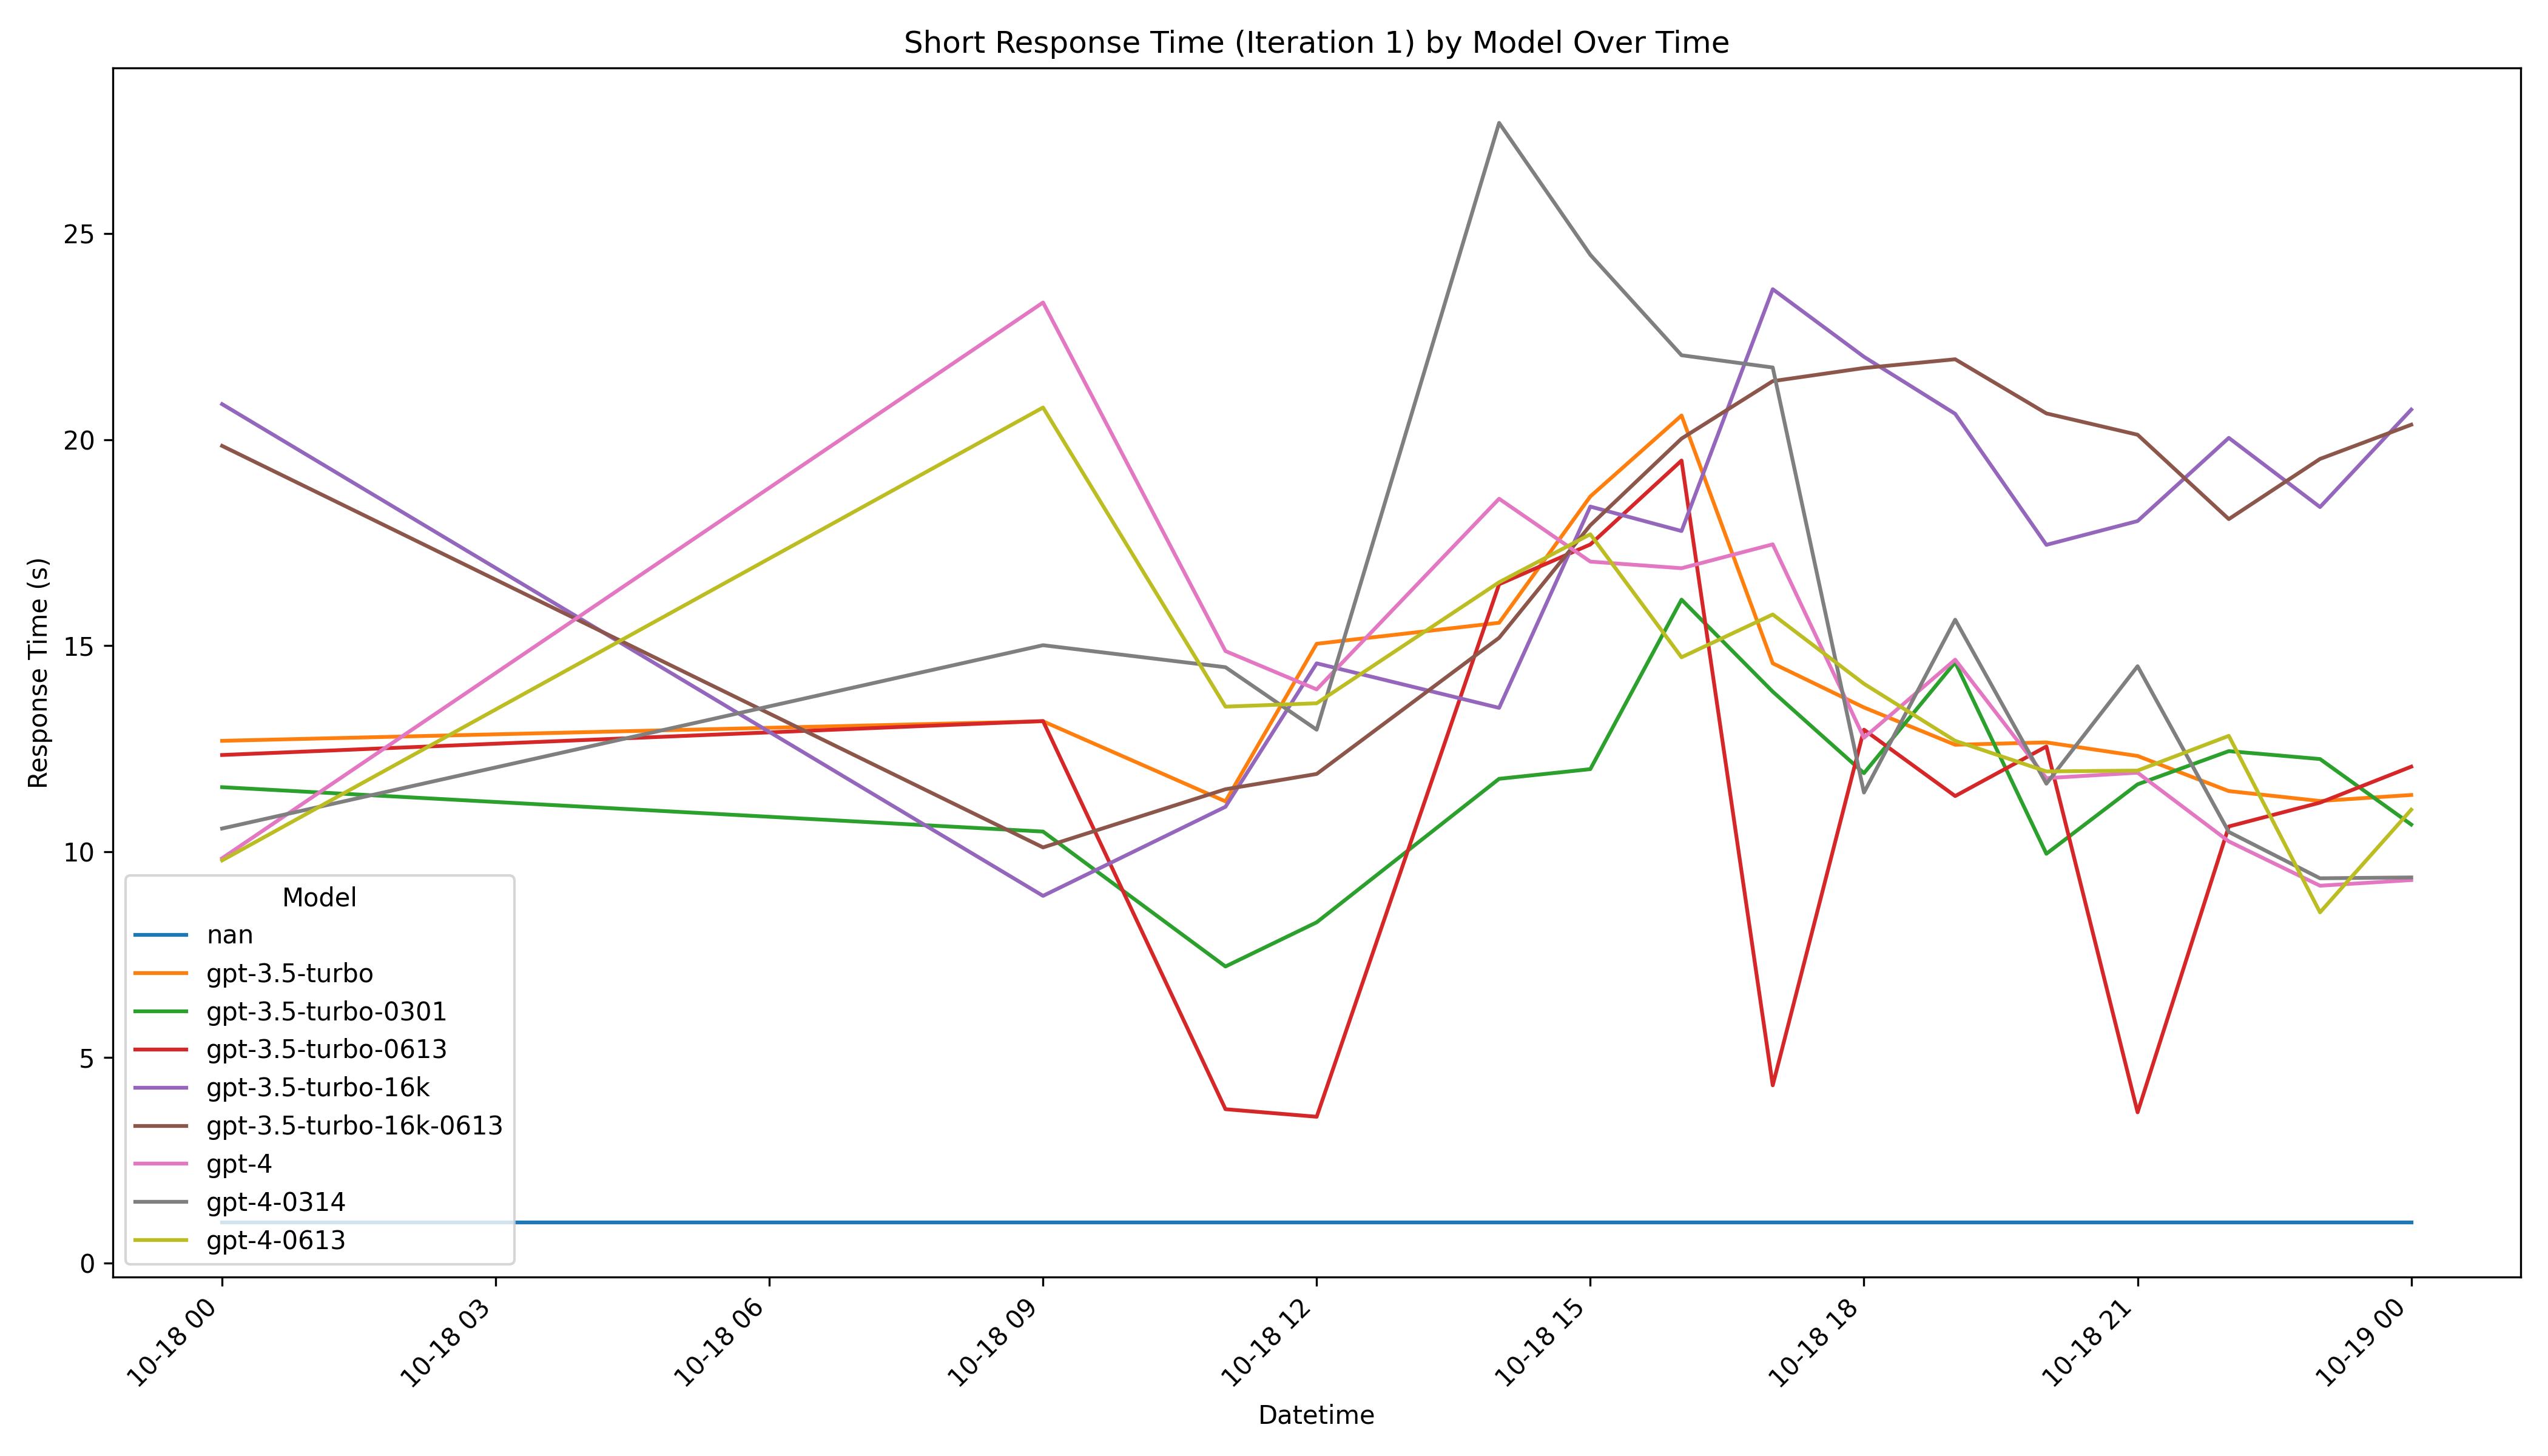 Short Response Time (Iteration 1) by Model Over Time
Response Time (s)
25
20
15
10
5
0
Model
nan
gpt-3.5-turbo
gpt-3.5-turbo-0301
gpt-3.5-turbo-0613
gpt-3.5-turbo-16k
gpt-3.5-turbo-16k-0613
gpt-4
gpt-4-0314
gpt-4-0613
10-18 00
10-18 03
10-18 06
10-18 09
10-18 12
10-18 15
10-18 18
10-18 21
10-19 00
Datetime